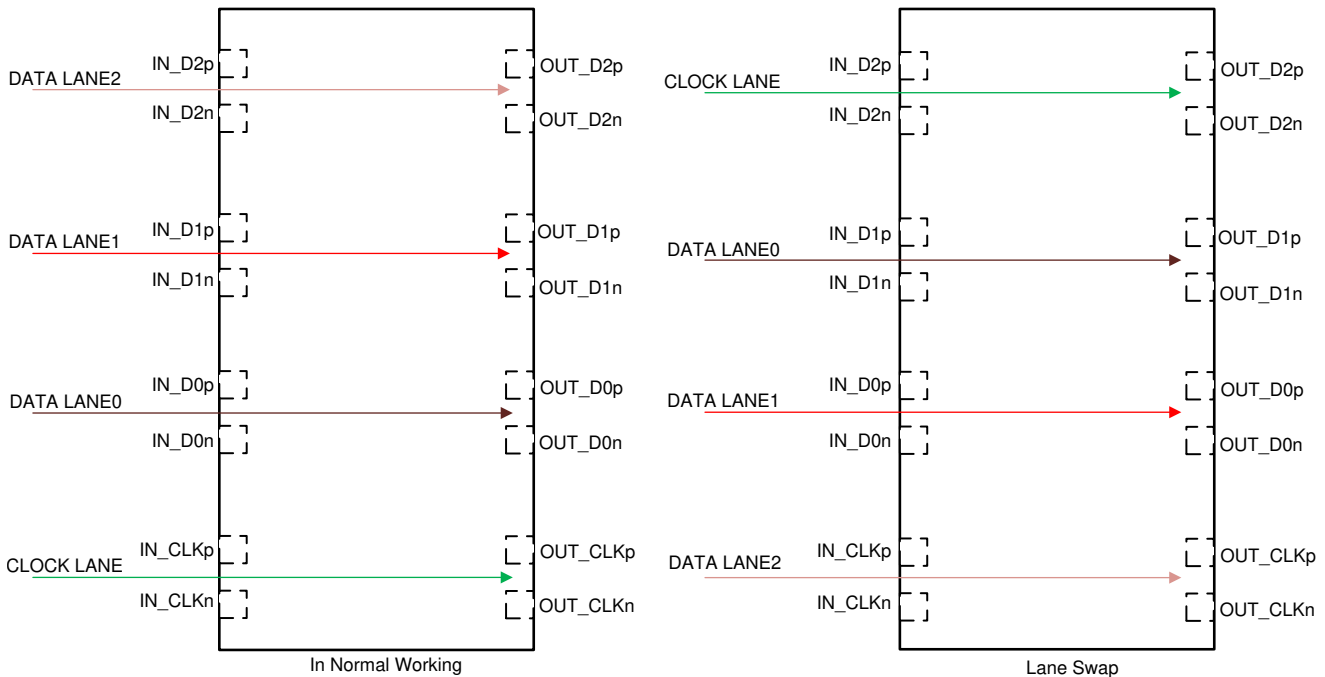 IN_D2p
OUT_D2p
DATA LANE2
IN_D2n
OUT_D2n
IN_D1p
OUT_D1p
DATA LANE1
IN_D1n
OUT_D1n
IN_D0p
OUT_D0p
DATA LANE0
IN_D0n
OUT_D0n
IN_CLKp
OUT_CLKp
CLOCK LANE
IN_CLKn
OUT_CLKn
In Normal Working
IN_D2p
OUT_D2p
CLOCK LANE
IN_D2n
OUT_D2n
IN_D1p
OUT_D1p
DATA LANE0
IN_D1n
OUT_D1n
IN_D0p
OUT_D0p
DATA LANE1
IN_D0n
OUT_D0n
IN_CLKp
OUT_CLKp
DATA LANE2
IN_CLKn
OUT_CLKn
Lane Swap